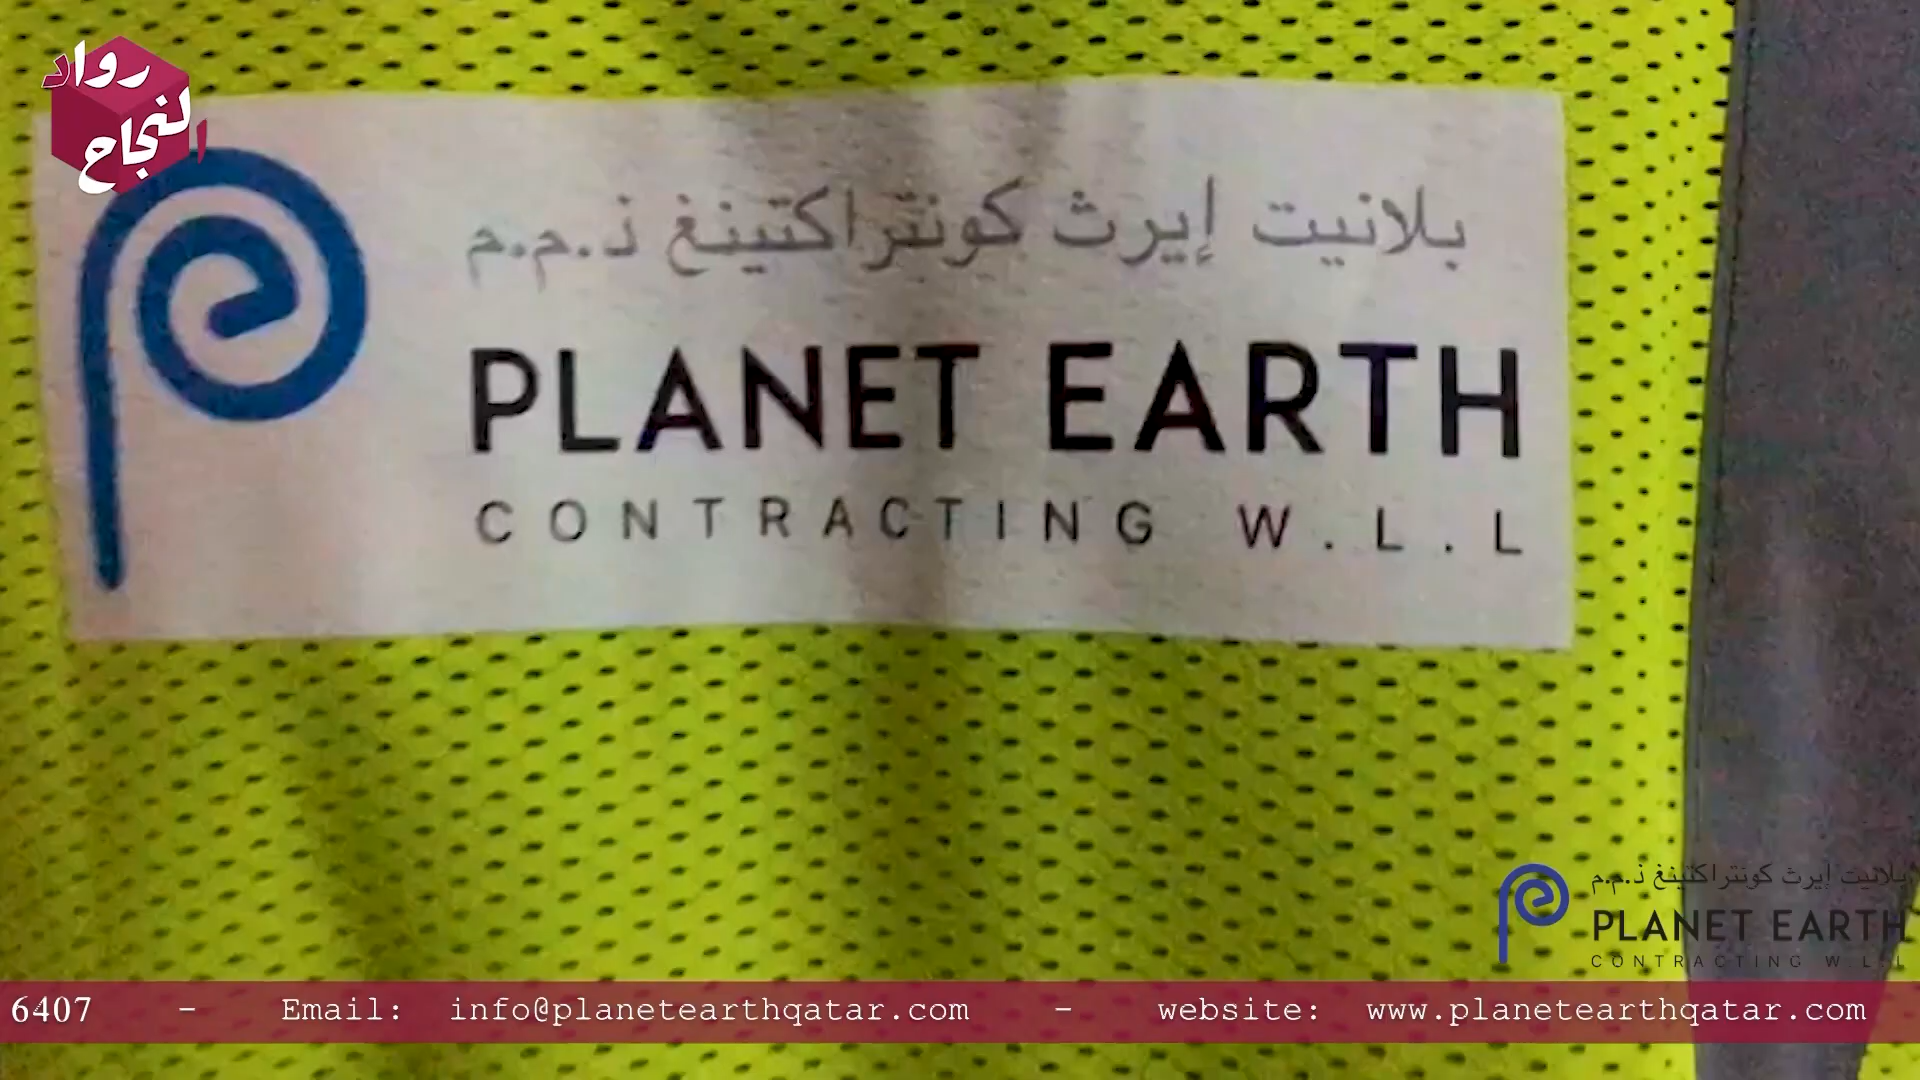 رواد
النجاح
بلانيت إيرث كونتراكتينغ ذ.م.م
PLANET EARTH
CONTRACTING W.L.L
بلانيت إيرث كونتراكتينغ ذ.م.م
PLANET EARTH
CONTRACTING W.L.L
6407 - Email: info@planetearthqatar.com - website: www.planetearthqatar.com